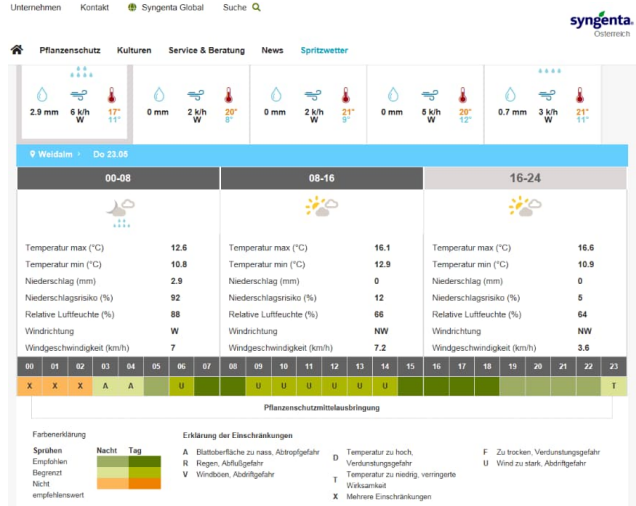 Unternehmen Kontakt Syngenta Global Suche
syngenta.
Österreich
Pflanzenschutz Kulturen Service & Beratung News Spritzwetter
2.9 mm 6 k/h 17° 0 mm 2 k/h 20° 0 mm 2 k/h 21° 0 mm 5 k/h 20° 0.7 mm 3 k/h 21°
W 11° W 8° W 9° W 12° W 11°
Weidalm Do 23.05
00-08 08-16 16-24
Temperatur max (°C) 12.6 Temperatur max (°C) 16.1 Temperatur max (°C) 16.6
Temperatur min (°C) 10.8 Temperatur min (°C) 12.9 Temperatur min (°C) 10.9
Niederschlag (mm) 2.9 Niederschlag (mm) 0 Niederschlag (mm) 0
Niederschlagsrisiko (%) 92 Niederschlagsrisiko (%) 12 Niederschlagsrisiko (%) 5
Relative Luftfeuchte (%) 88 Relative Luftfeuchte (%) 66 Relative Luftfeuchte (%) 64
Windrichtung W Windrichtung NW Windrichtung NW
Windgeschwindigkeit (km/h) 7 Windgeschwindigkeit (km/h) 7.2 Windgeschwindigkeit (km/h) 3.6
00 01 02 03 04 05 06 07 08 09 10 11 12 13 14 15 16 17 18 19 20 21 22 23
X X X A A U U U U U U U T
Pflanzenschutzmittelausbringung
Farbenerklärung
Sprühen Nacht Tag
Empfohlen
Begrenzt
Nicht
empfehlenswert
Erklärung der Einschränkungen
A Blattoberfläche zu nass, Abtropfgefahr
R Regen, Abflußgefahr
V Windböen, Abdriftgefahr
D Temperatur zu hoch,
Verdunstungsgefahr
T Temperatur zu niedrig, verringerte
Wirksamkeit
X Mehrere Einschränkungen
F Zu trocken, Verdunstungsgefahr
U Wind zu stark, Abdriftgefahr